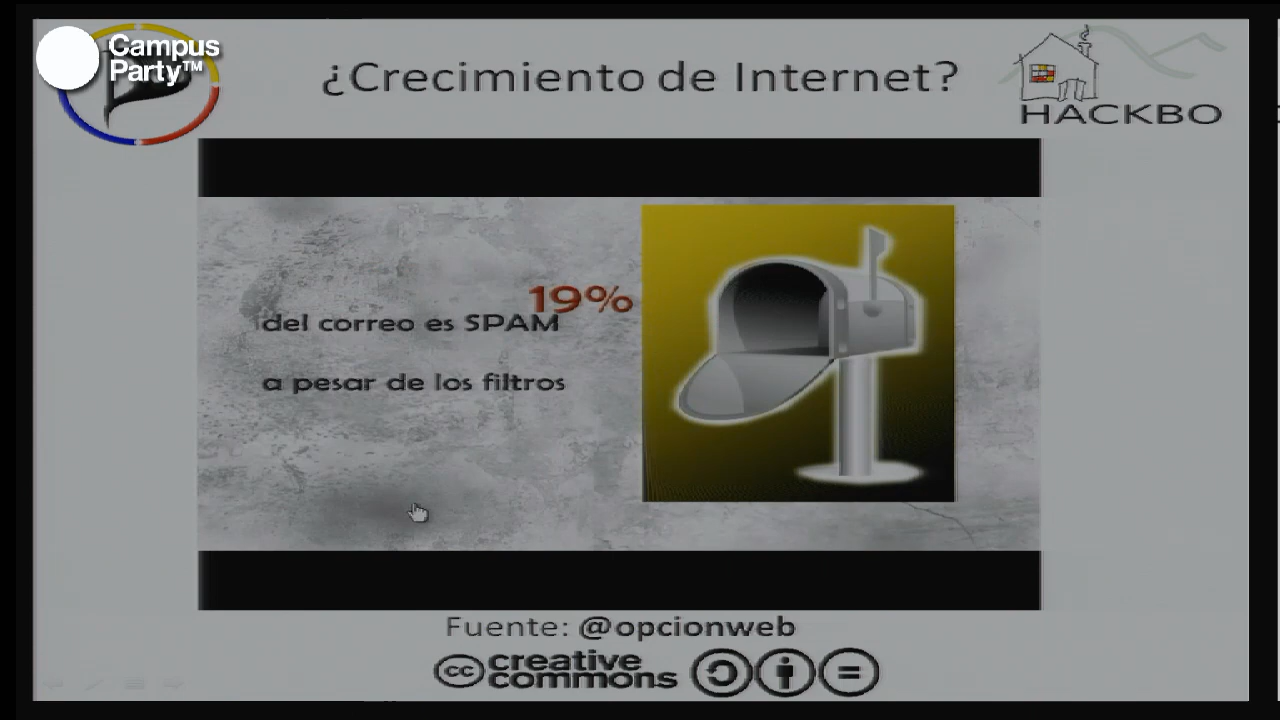 Campus
Party™
¿Crecimiento de Internet?
HACKBO
19%
del correo es SPAM
a pesar de los filtros
Fuente: @opcionweb
cc creative
commons